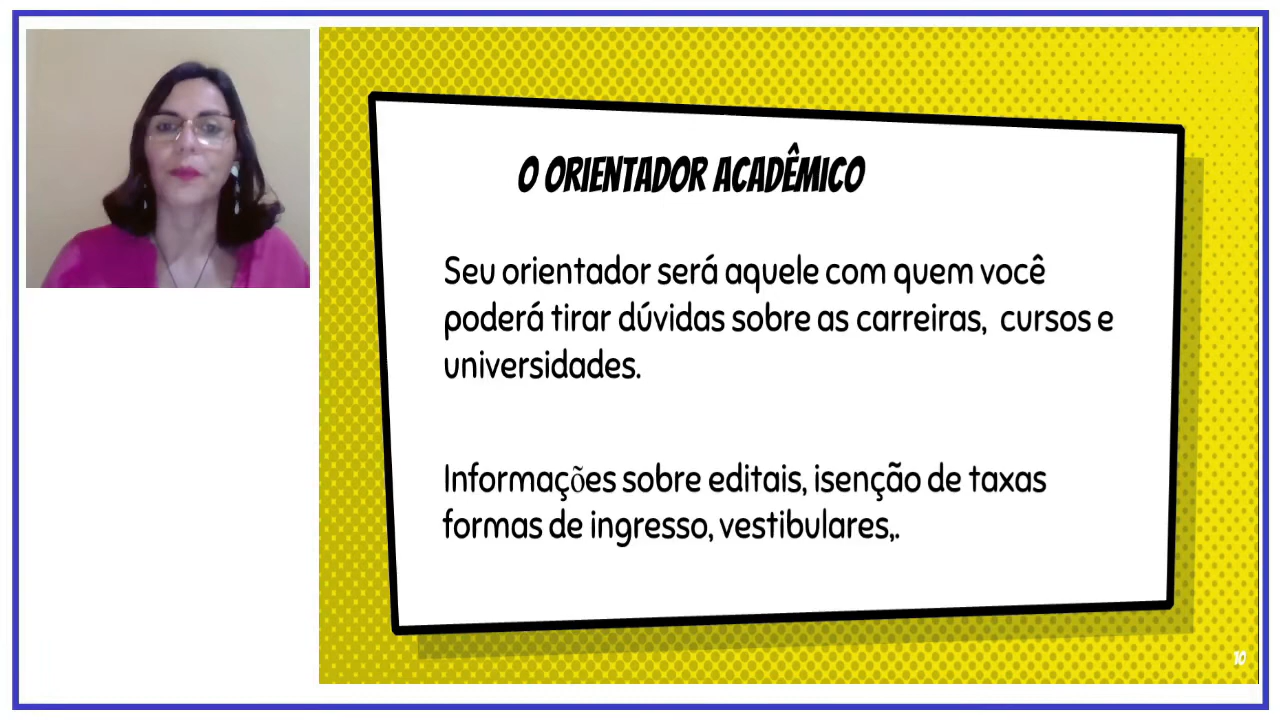 O ORIENTADOR ACADÊMICO
Seu orientador será aquele com quem você
poderá tirar dúvidas sobre as carreiras, cursos e
universidades.
Informações sobre editais, isenção de taxas
formas de ingresso, vestibulares,.
10